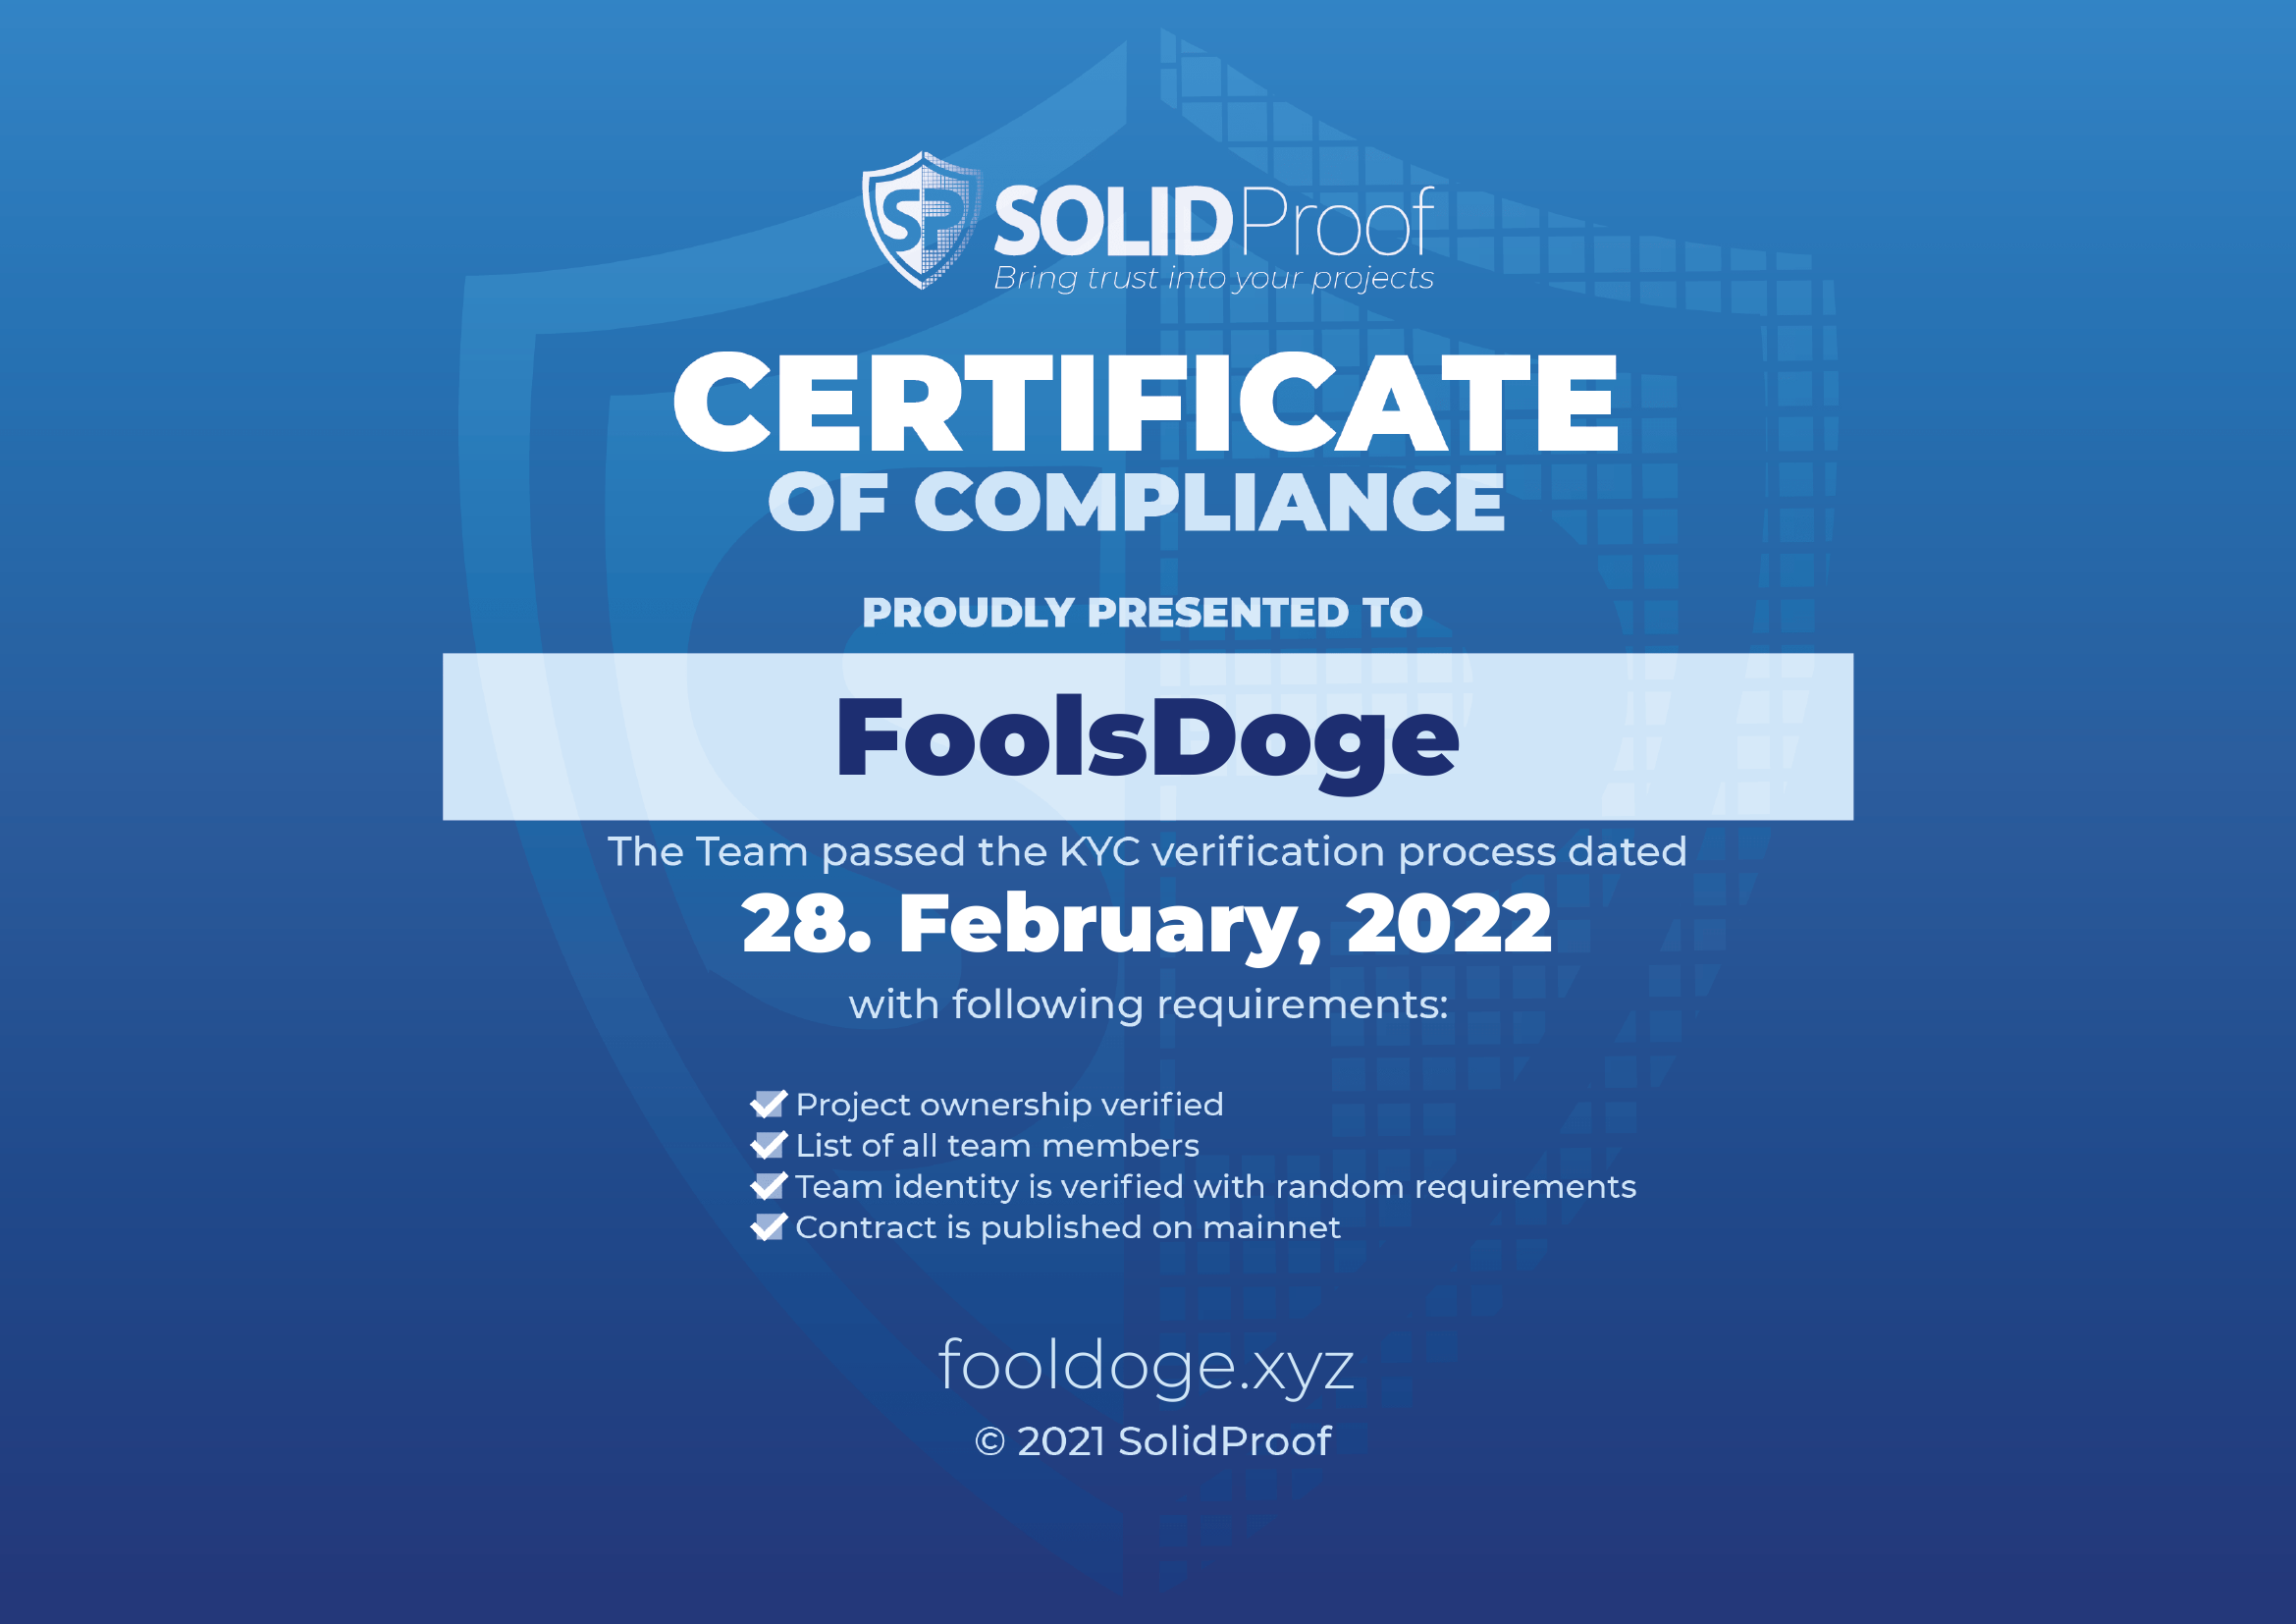 SP SOLIDProof
Bring trust into your projects
CERTIFICATE
OF COMPLIANCE
PROUDLY PRESENTED TO
FoolsDoge
The Team passed the KYC verification process dated
28. February, 2022
with following requirements:
Project ownership verified
List of all team members
Team identity is verified with random requirements
Contract is published on mainnet
fooldoge.xyz
© 2021 SolidProof